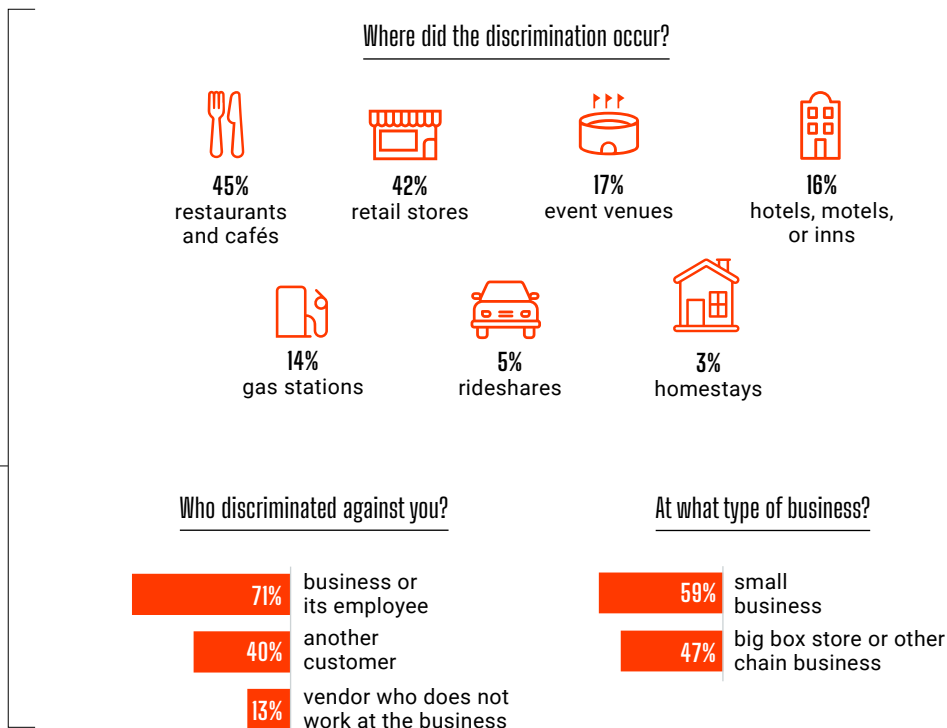 Where did the discrimination occur?
45%
restaurants
and cafés
42%
retail stores
17%
event venues
16%
hotels, motels,
or inns
14%
gas stations
5%
rideshares
3%
homestays
Who discriminated against you?
71%
business or
its employee
40%
another
customer
13%
vendor who does not
work at the business
At what type of business?
59%
small
business
47%
big box store or other
chain business